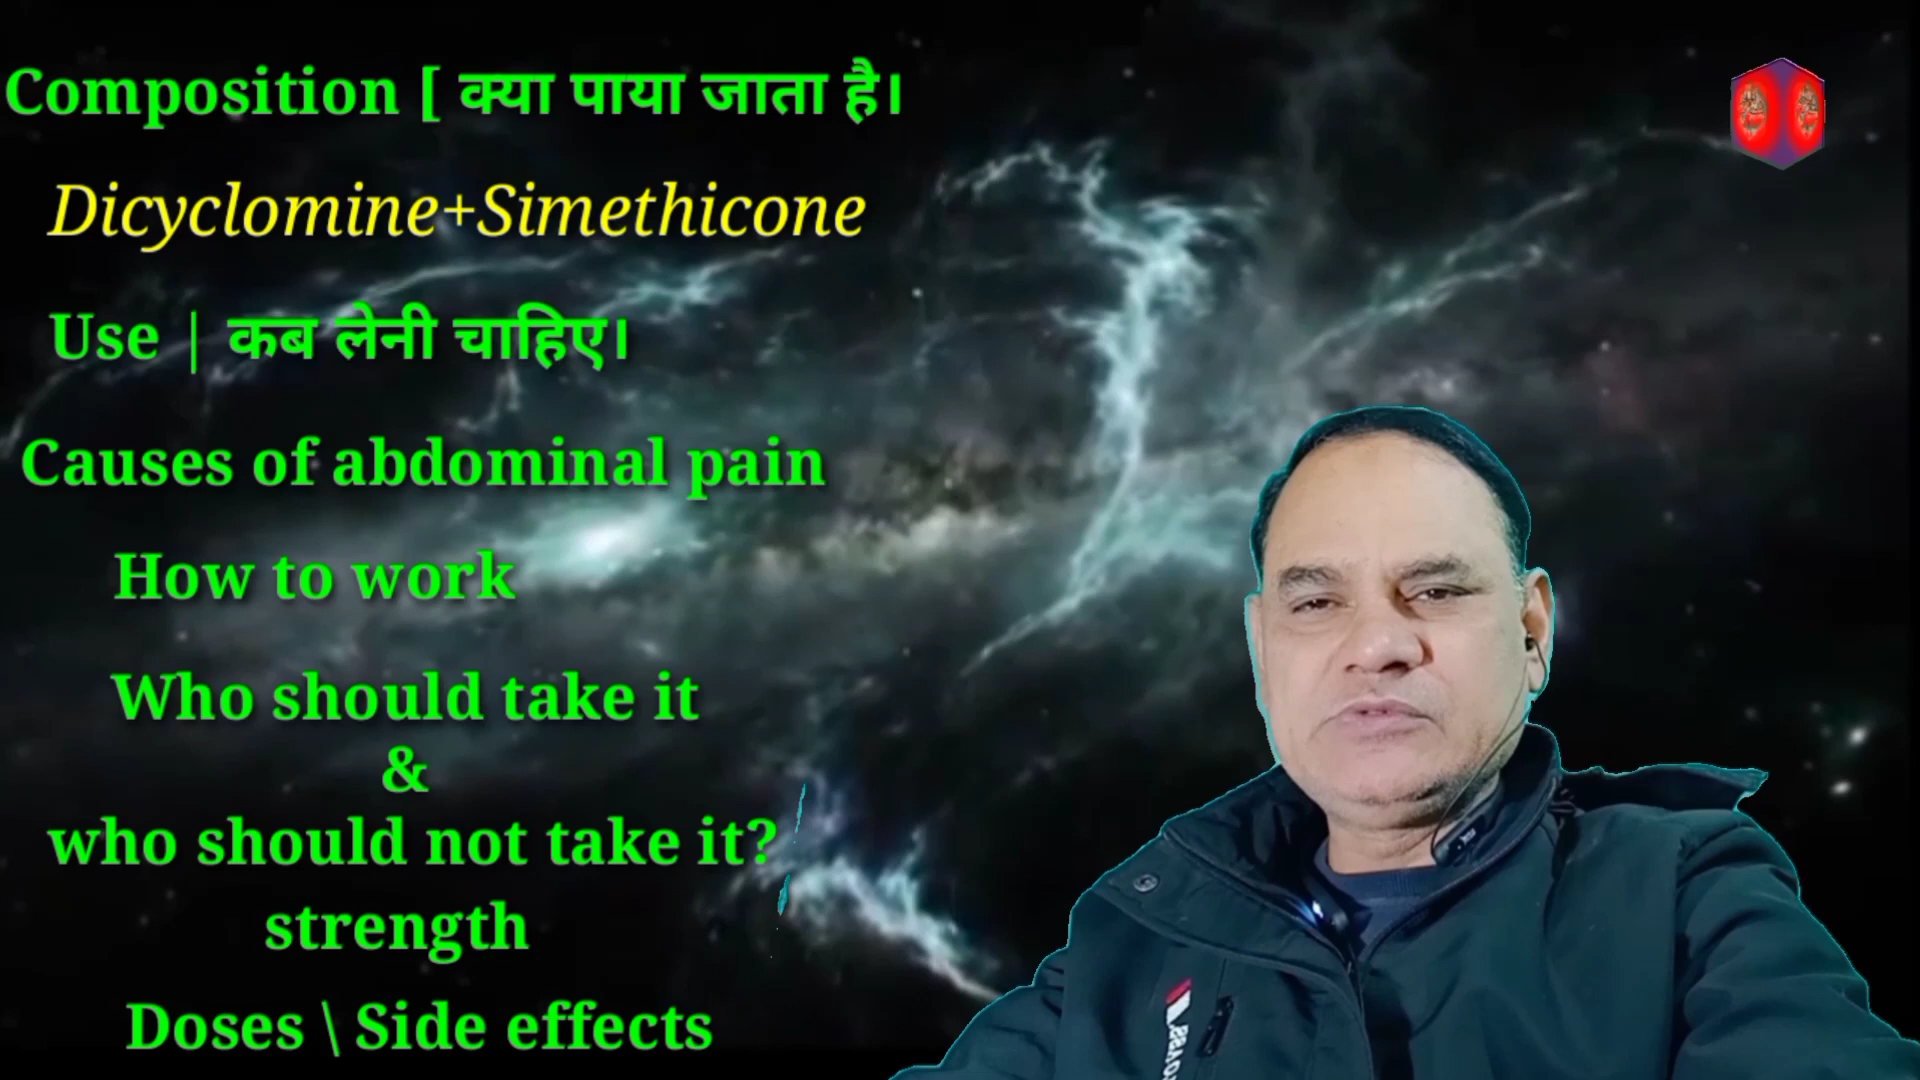 Composition [ क्या पाया जाता है।
Dicyclomine+Simethicone
Use | कब लेनी चाहिए।
Causes of abdominal pain
How to work
Who should take it
&
who should not take it?
strength
Doses \ Side effects